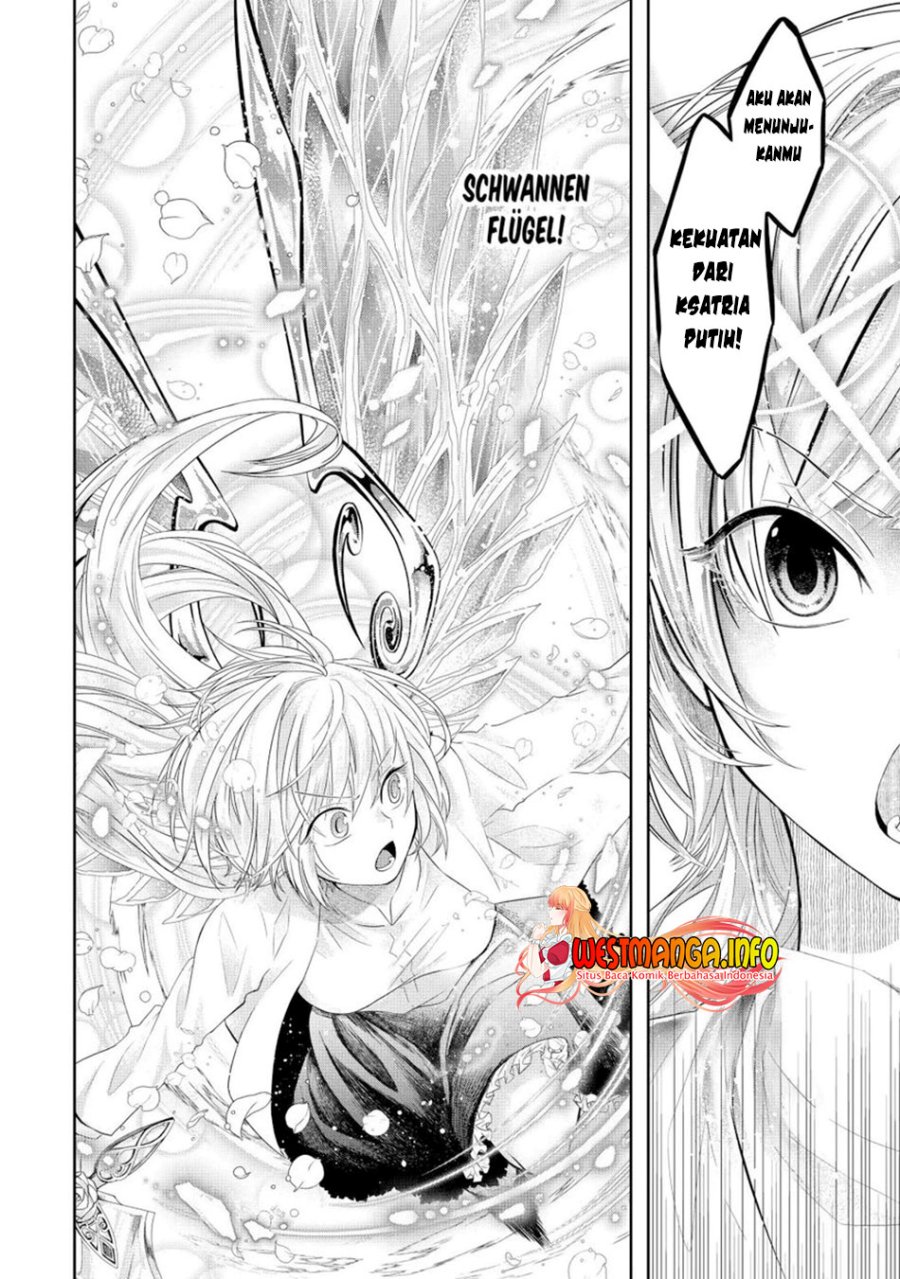 AKU AKAN
MENUNJU-
KANMU
KEKUATAN
DARI
KSATRIA
PUTIH!
SCHWANNEN
FLÜGEL!
WESTMANGA.INFO
Situs Baca Komik Berbahasa Indonesia